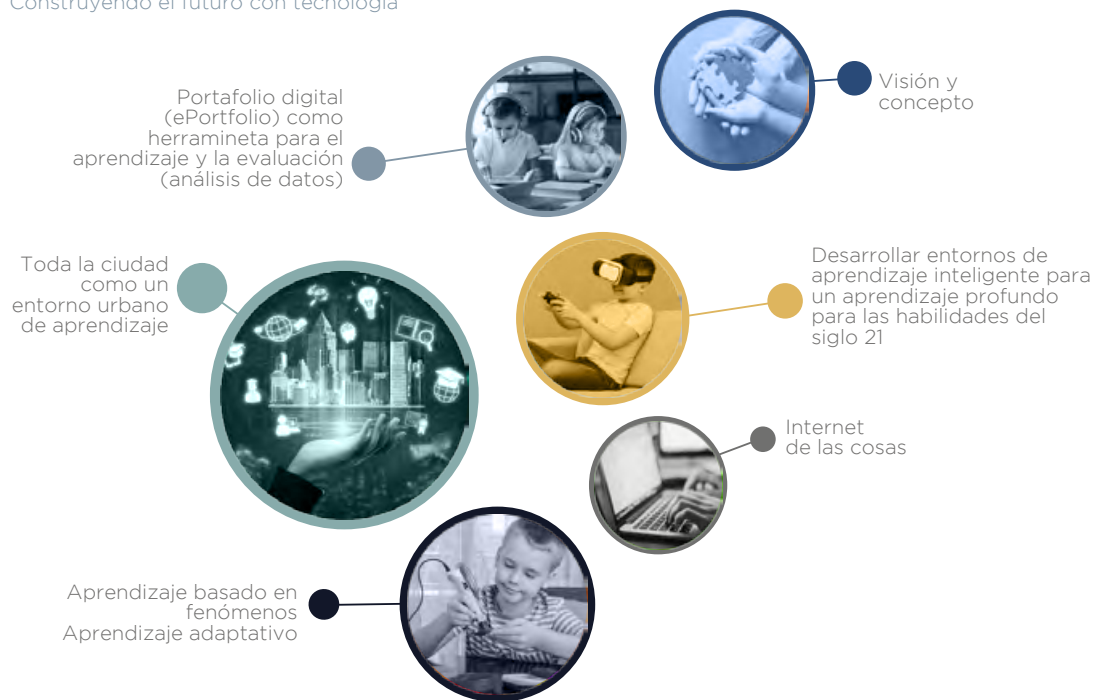 Construyendo el futuro con tecnología
Visión y
concepto
Portafolio digital
(ePortfolio) como
herramineta para el
aprendizaje y la evaluación
(análisis de datos)
Toda la ciudad
como un
entorno urbano
de aprendizaje
Desarrollar entornos de
aprendizaje inteligente para
un aprendizaje profundo
para las habilidades del
siglo 21
Internet
de las cosas
Aprendizaje basado en
fenómenos
Aprendizaje adaptativo